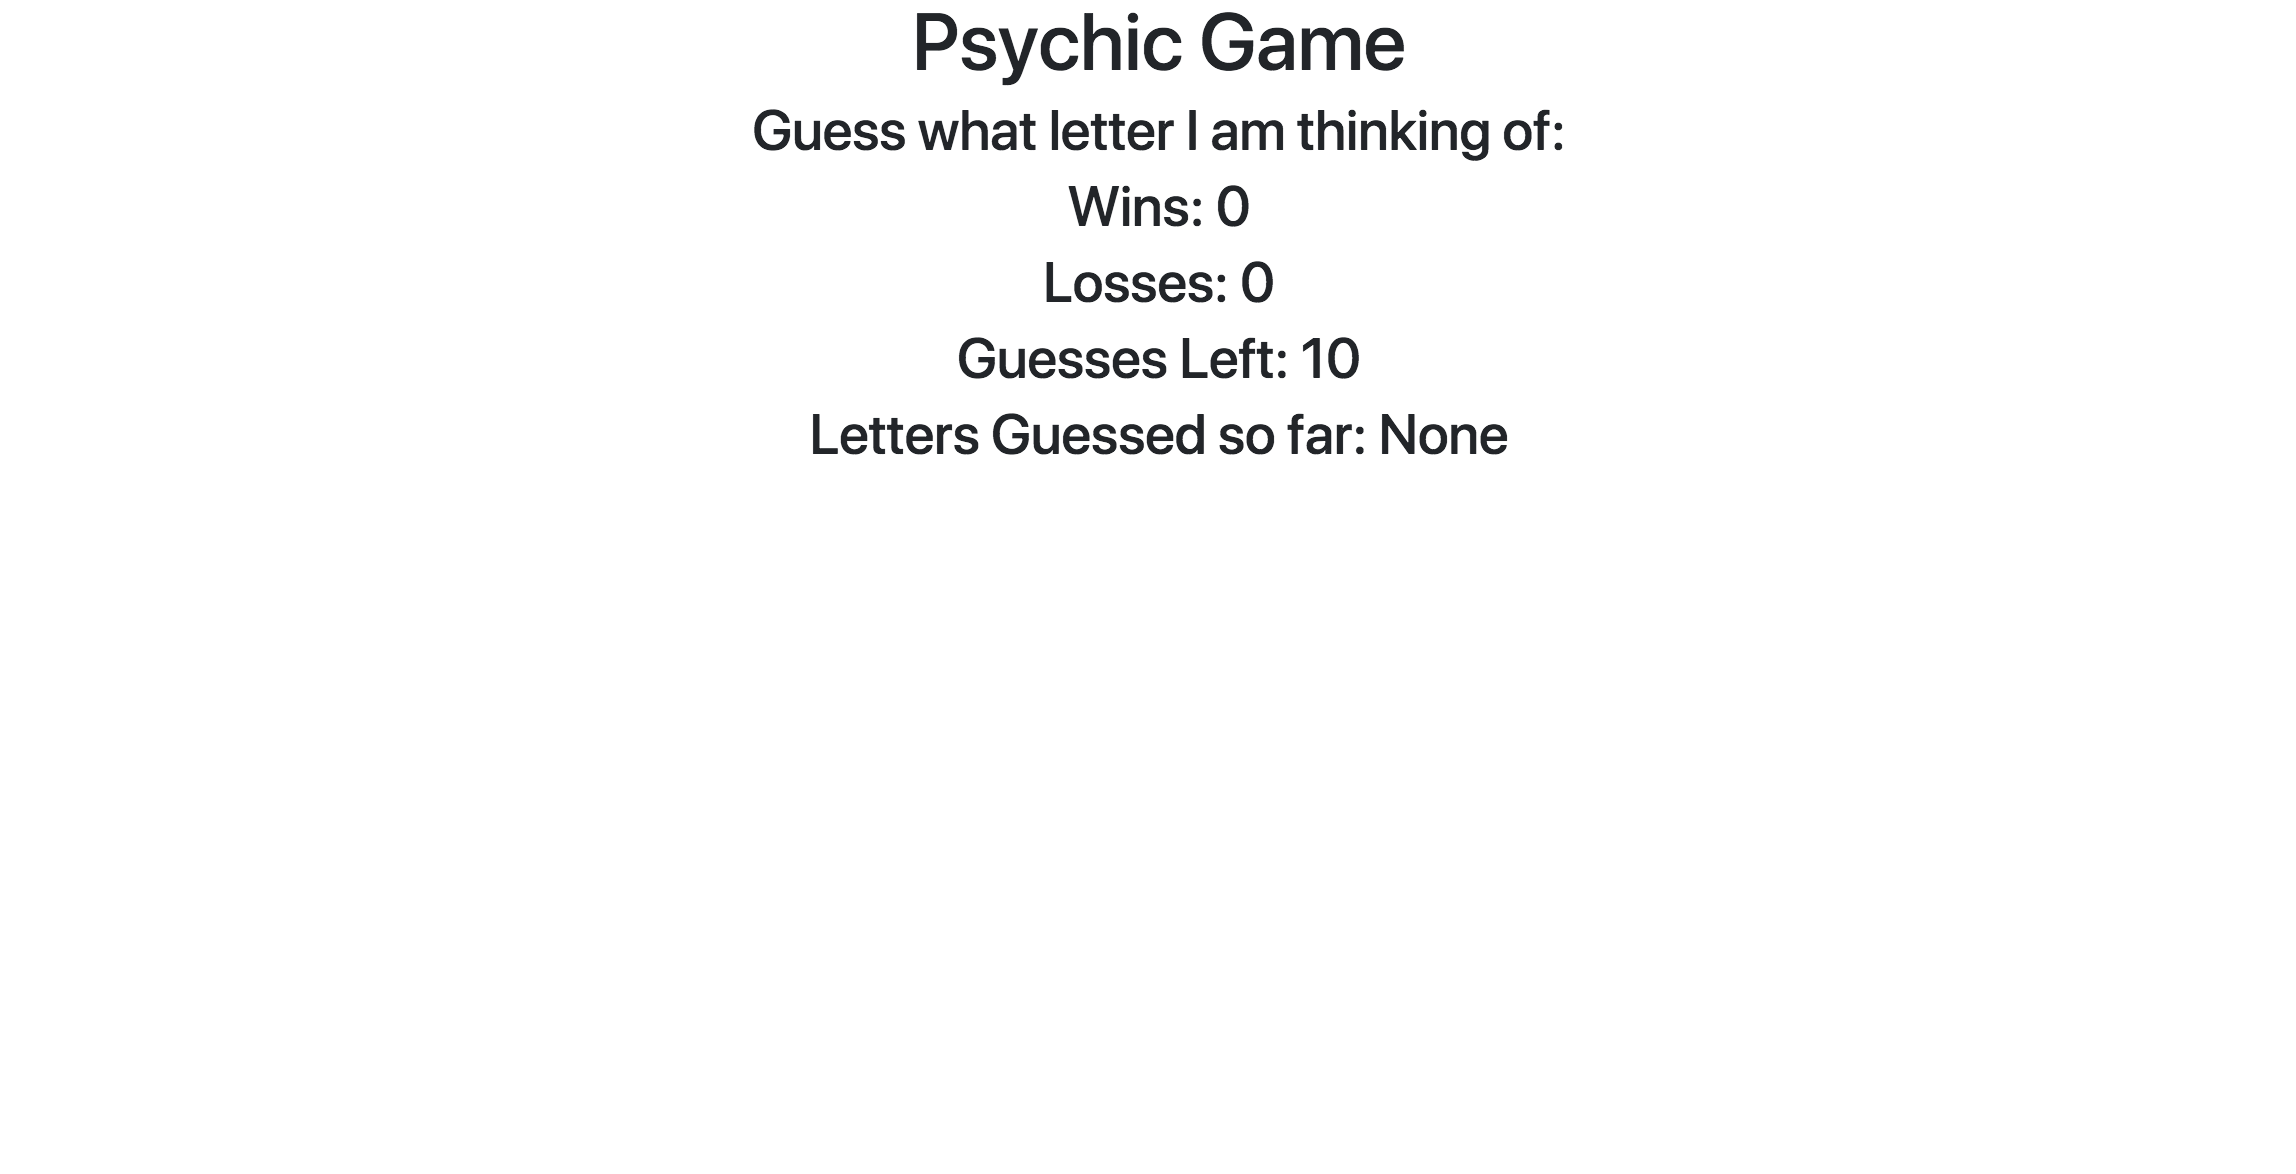 Psychic Game
Guess what letter I am thinking of:
Wins: 0
Losses: 0
Guesses Left: 10
Letters Guessed so far: None